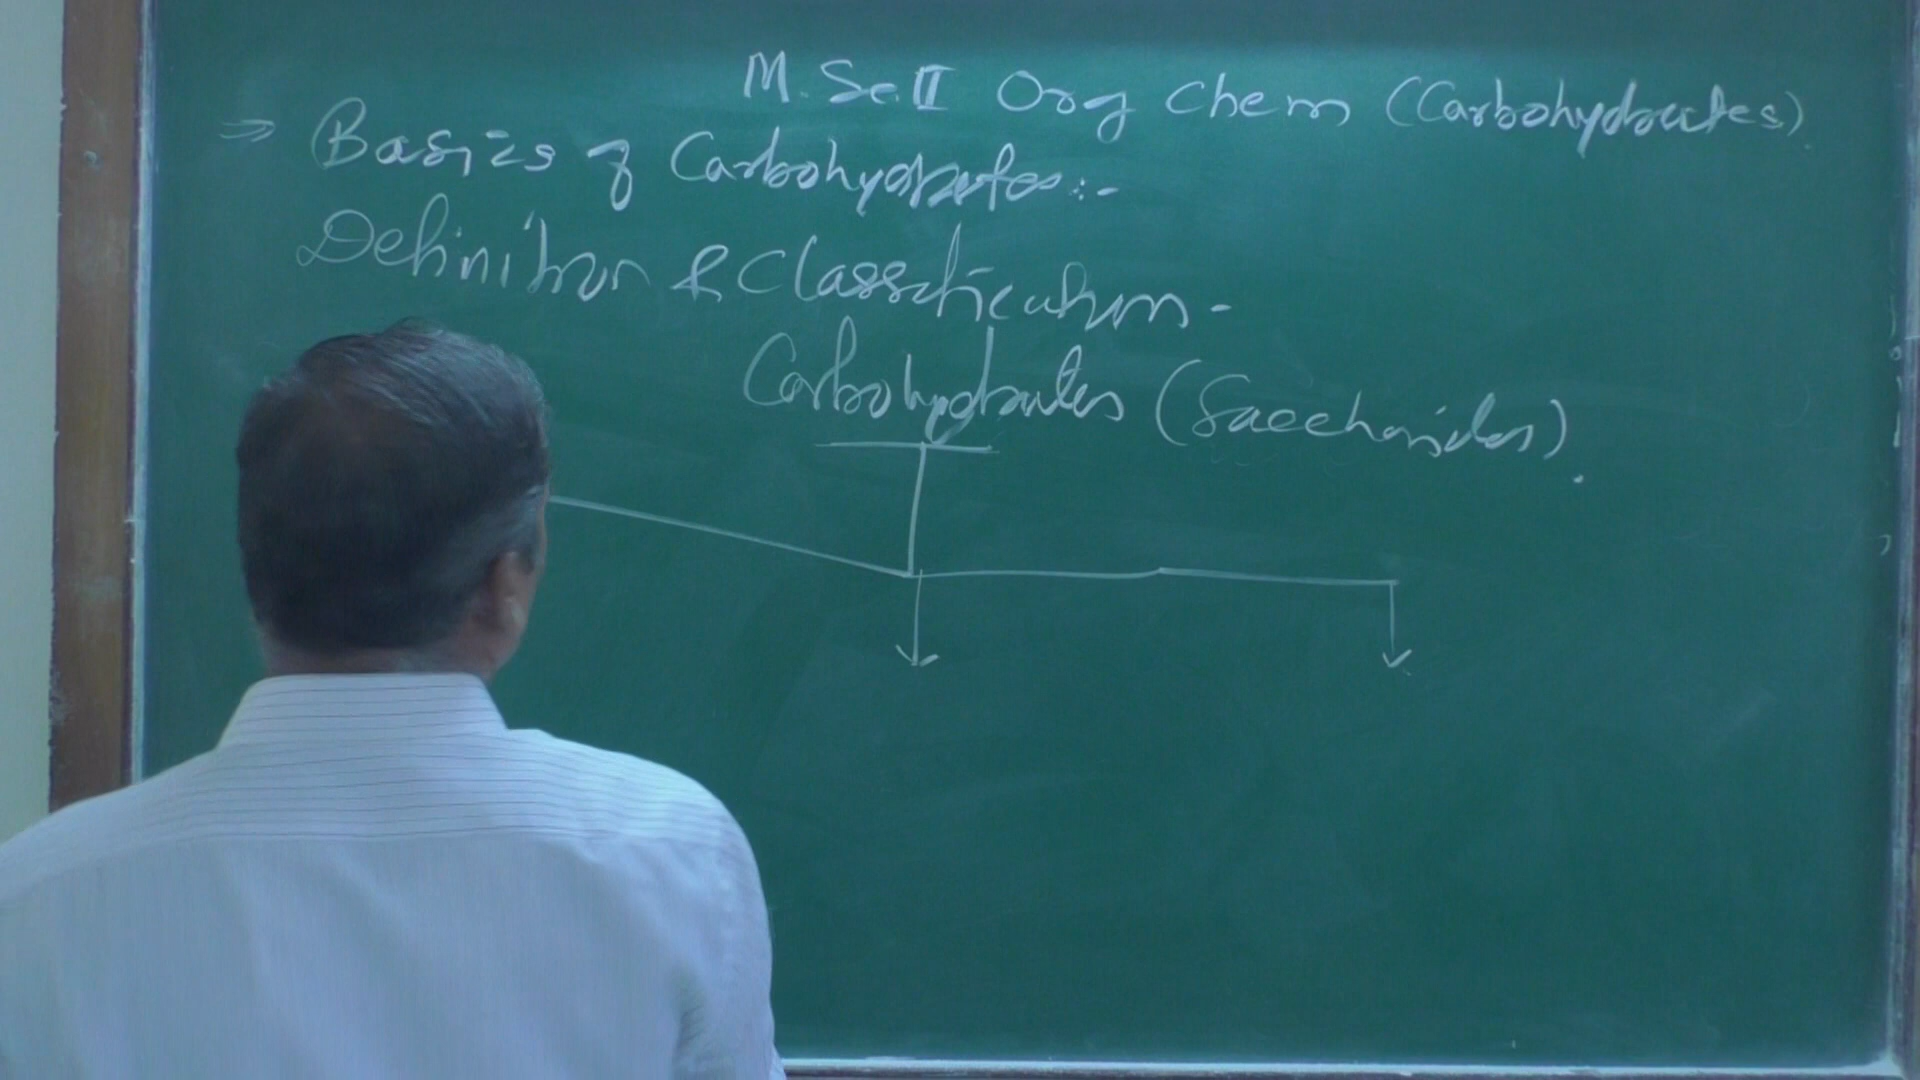 M.Sc.II Org Chem (Carbohydrates)
⇒ Basics of Carbohydrates:-
Definition & Classification -
Carbohydrates (Saccharides).